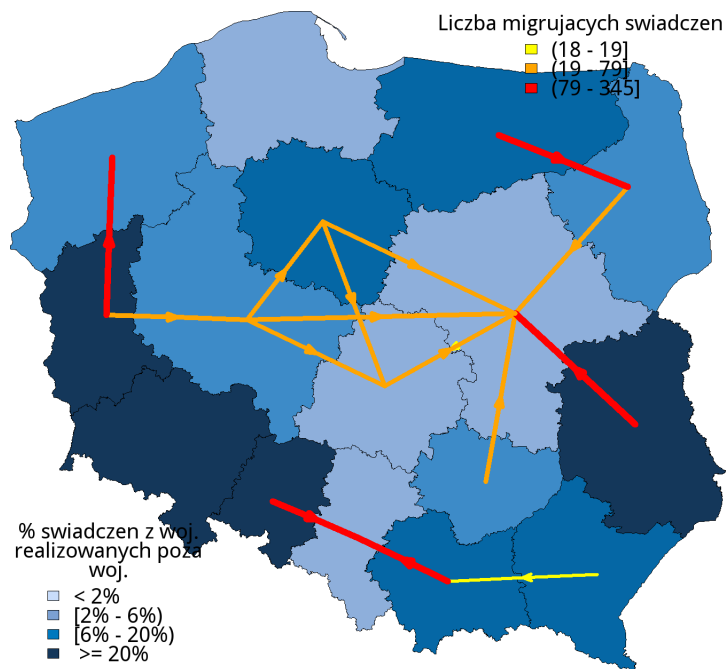 Liczba migrujacych swiadczen
(18 - 19]
(19 - 79]
(79 - 345]
% swiadczen z woj.
realizowanych poza
woj.
< 2%
[2% - 6%)
[6% - 20%)
>= 20%